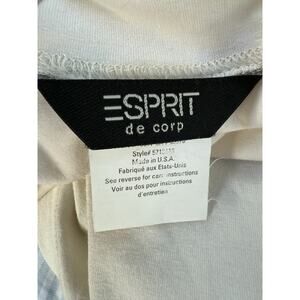 ESPRIT
de corp
Style#
Made in U.S.A.
Fabriqué aux États-Unis
See reverse for care instructions
Voir au dos pour instructions
d'entretien